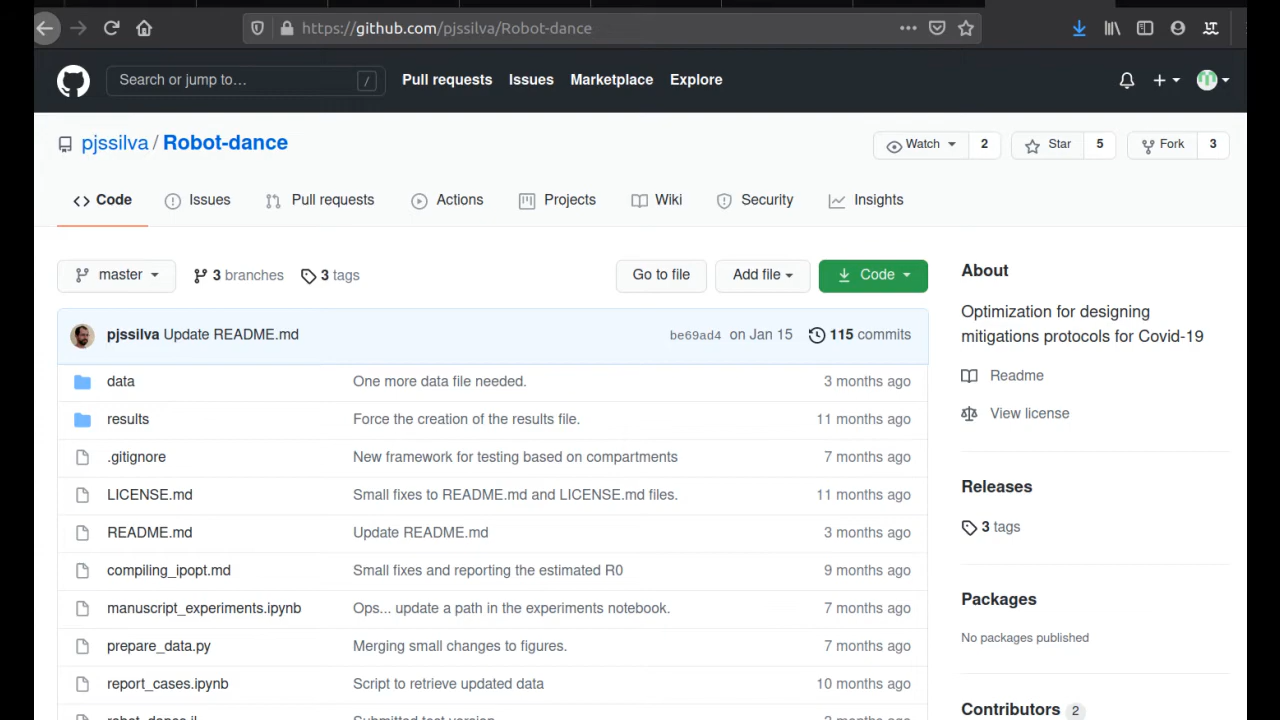 https://github.com/pjssilva/Robot-dance
Search or jump to… /
Pull requests Issues Marketplace Explore
pjssilva / Robot-dance
Watch 2 Star 5 Fork 3
Code Issues Pull requests Actions Projects Wiki Security Insights
master 3 branches 3 tags Go to file Add file Code
pjssilva Update README.md be69ad4 on Jan 15 115 commits
data One more data file needed. 3 months ago
results Force the creation of the results file. 11 months ago
.gitignore New framework for testing based on compartments 7 months ago
LICENSE.md Small fixes to README.md and LICENSE.md files. 11 months ago
README.md Update README.md 3 months ago
compiling_ipopt.md Small fixes and reporting the estimated R0 9 months ago
manuscript_experiments.ipynb Ops... update a path in the experiments notebook. 7 months ago
prepare_data.py Merging small changes to figures. 7 months ago
report_cases.ipynb Script to retrieve updated data 10 months ago
About
Optimization for designing
mitigations protocols for Covid-19
Readme
View license
Releases
3 tags
Packages
No packages published
Contributors 2